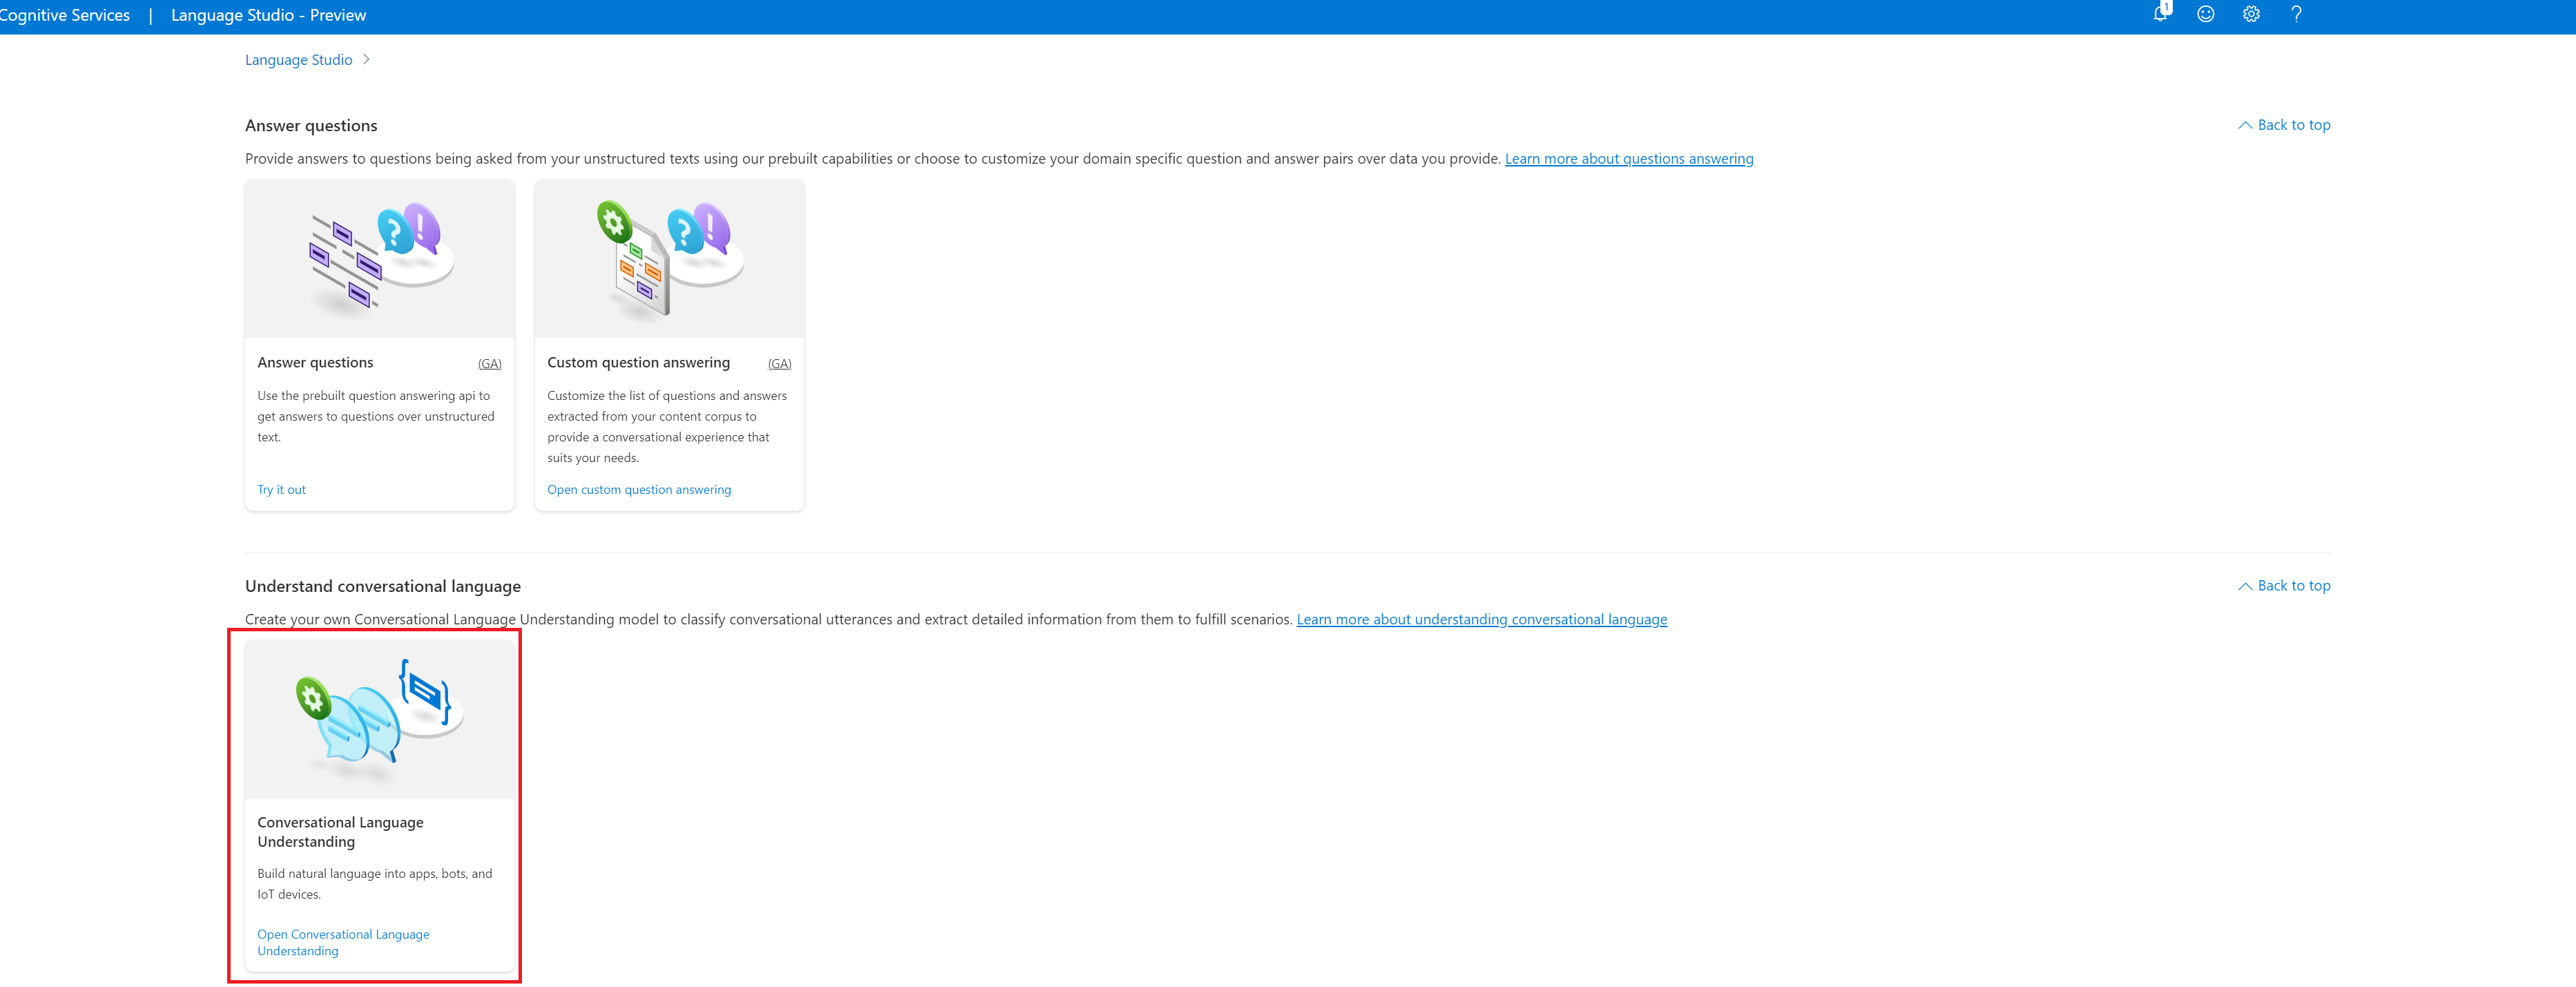 Cognitive Services | Language Studio - Preview
1
Language Studio >
Answer questions
Back to top
Provide answers to questions being asked from your unstructured texts using our prebuilt capabilities or choose to customize your domain specific question and answer pairs over data you provide. Learn more about questions answering
Answer questions (GA)
Use the prebuilt question answering api to
get answers to questions over unstructured
text.
Try it out
Custom question answering (GA)
Customize the list of questions and answers
extracted from your content corpus to
provide a conversational experience that
suits your needs.
Open custom question answering
Understand conversational language
Back to top
Create your own Conversational Language Understanding model to classify conversational utterances and extract detailed information from them to fulfill scenarios. Learn more about understanding conversational language
Conversational Language
Understanding
Build natural language into apps, bots, and
IoT devices.
Open Conversational Language
Understanding